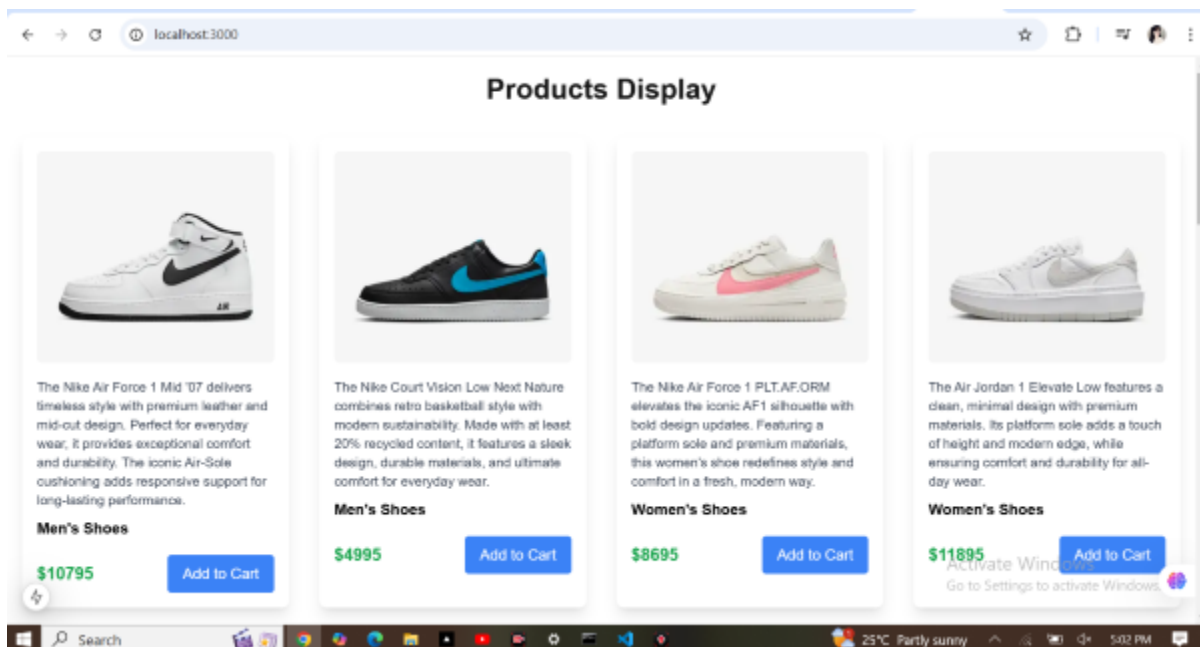 localhost:3000
Products Display
AIR
The Nike Air Force 1 Mid '07 delivers
timeless style with premium leather and
mid-cut design. Perfect for everyday
wear, it provides exceptional comfort
and durability. The iconic Air-Sole
cushioning adds responsive support for
long-lasting performance.
Men's Shoes
$10795
Add to Cart
The Nike Court Vision Low Next Nature
combines retro basketball style with
modern sustainability. Made with at least
20% recycled content, it features a sleek
design, durable materials, and ultimate
comfort for everyday wear.
Men's Shoes
$4995
Add to Cart
The Nike Air Force 1 PLT.AF.ORM
elevates the iconic AF1 silhouette with
bold design updates. Featuring a
platform sole and premium materials,
this women's shoe redefines style and
comfort in a fresh, modern way.
Women's Shoes
$8695
Add to Cart
The Air Jordan 1 Elevate Low features a
clean, minimal design with premium
materials. Its platform sole adds a touch
of height and modern edge, while
ensuring comfort and durability for all-
day wear.
Women's Shoes
$11895
Add to Cart
Activate Windows
Go to Settings to activate Windows.
Search
25°C Partly sunny
5:02 PM